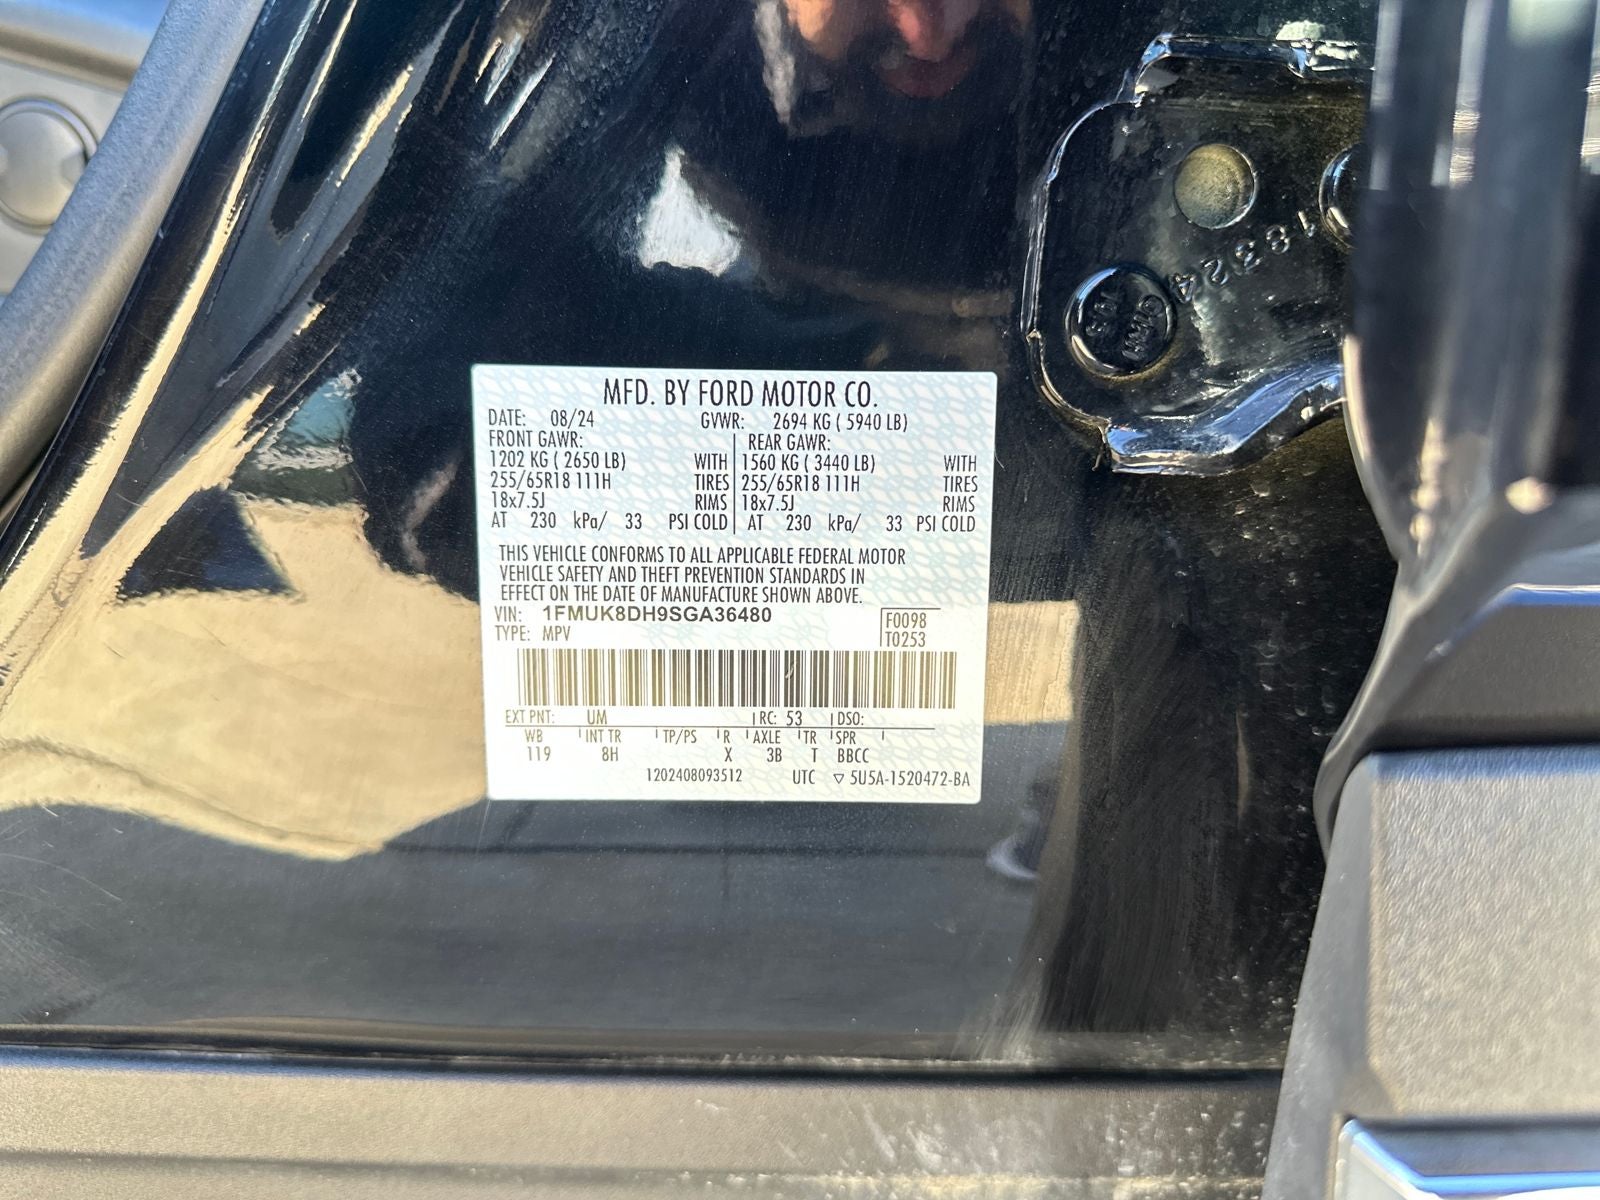 MFD. BY FORD MOTOR CO.
DATE: 08/24 GVWR: 2694 KG ( 5940 LB)
FRONT GAWR: REAR GAWR:
1202 KG ( 2650 LB) WITH 1560 KG ( 3440 LB) WITH
255/65R18 111H TIRES 255/65R18 111H TIRES
18x7.5J RIMS 18x7.5J RIMS
AT 230 kPa/ 33 PSI COLD AT 230 kPa/ 33 PSI COLD
THIS VEHICLE CONFORMS TO ALL APPLICABLE FEDERAL MOTOR
VEHICLE SAFETY AND THEFT PREVENTION STANDARDS IN
EFFECT ON THE DATE OF MANUFACTURE SHOWN ABOVE.
VIN: 1FMUK8DH9SGA36480 F0098
TYPE: MPV T0253
EXT PNT: UM RC: 53 DSO:
WB INT TR TP/PS R AXLE TR SPR
119 8H X 3B T BBCC
1202408093512 UTC ▽ 5U5A-1520472-BA
18324